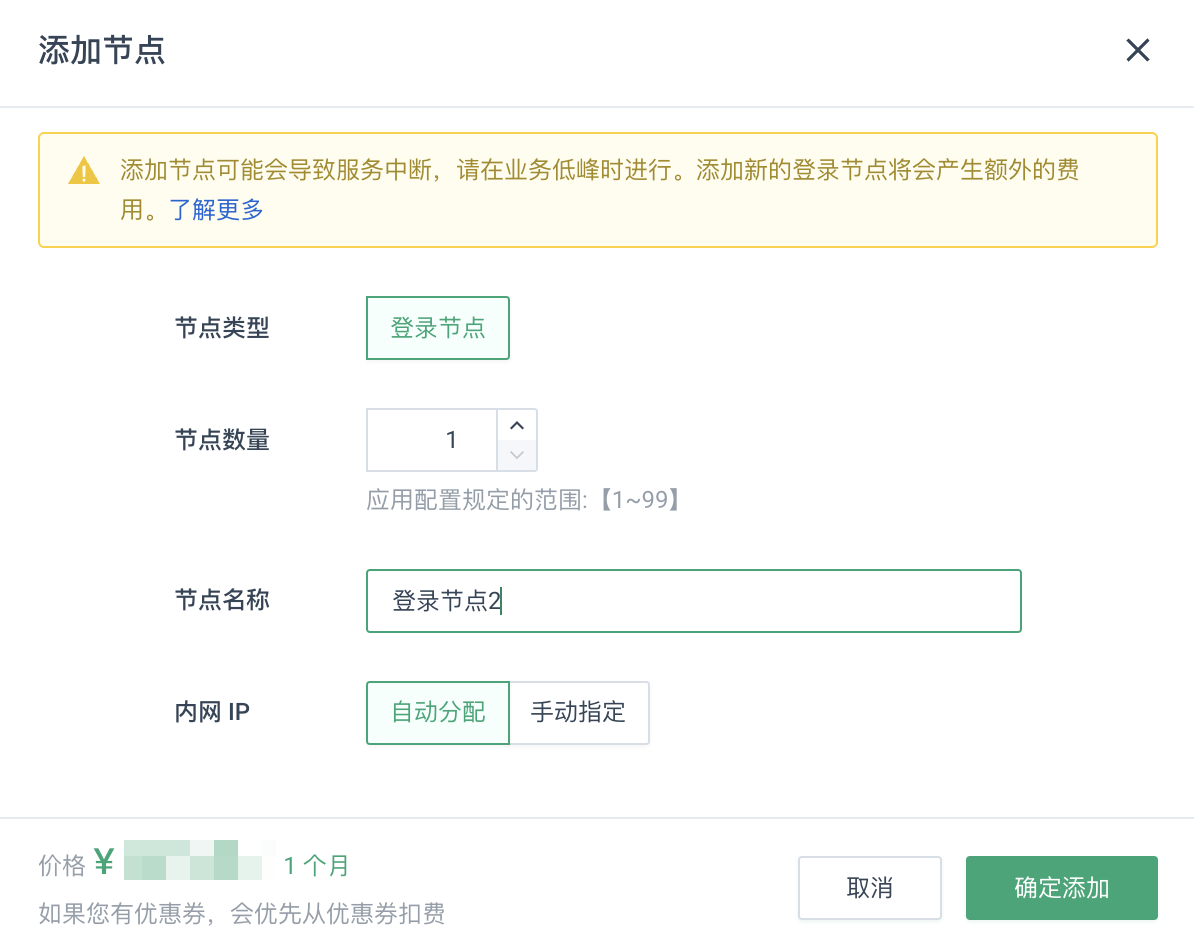 添加节点
添加节点可能会导致服务中断，请在业务低峰时进行。添加新的登录节点将会产生额外的费
用。了解更多
节点类型 登录节点
节点数量 1
应用配置规定的范围:【1~99】
节点名称 登录节点2
内网 IP 自动分配 手动指定
价格 ¥ 1 个月
如果您有优惠券，会优先从优惠券扣费
取消 确定添加